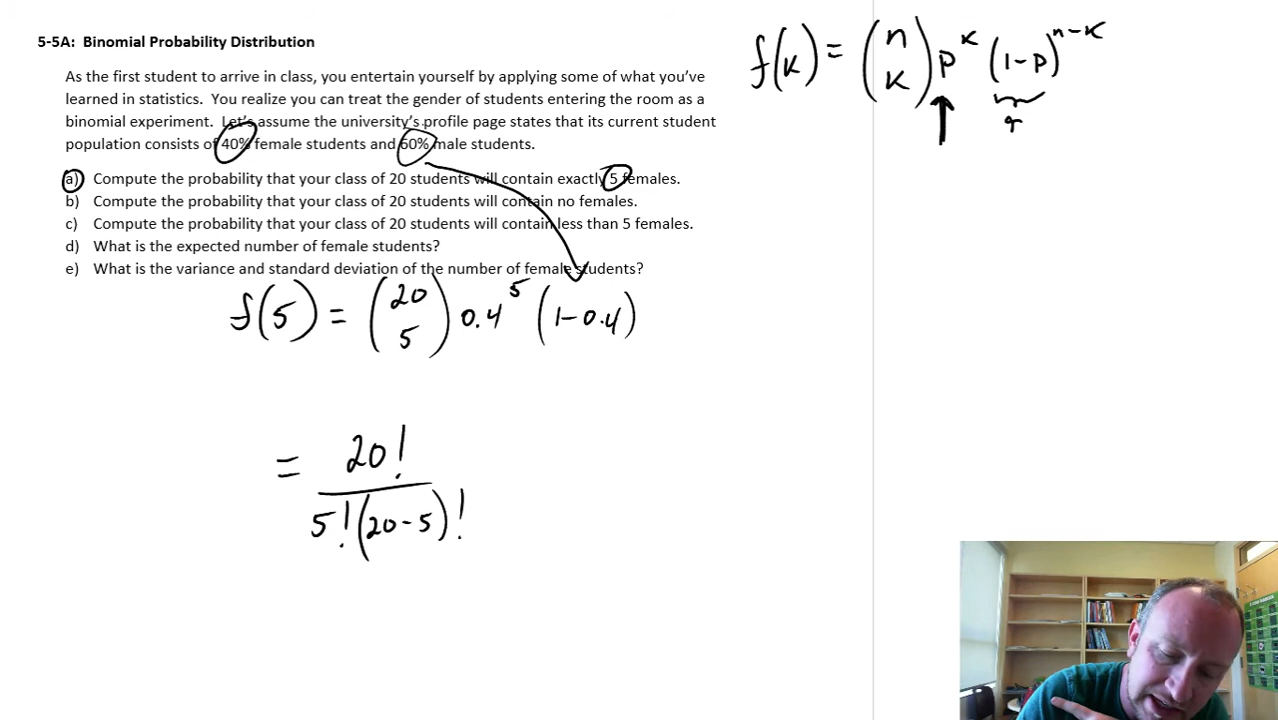 5-5A:  Binomial Probability Distribution
f(k) = (n k) p^k (1-p)^n-k
q
As the first student to arrive in class, you entertain yourself by applying some of what you've
learned in statistics.  You realize you can treat the gender of students entering the room as a
binomial experiment.  Let's assume the university's profile page states that its current student
population consists of 40% female students and 60% male students.
a)  Compute the probability that your class of 20 students will contain exactly 5 females.
b)  Compute the probability that your class of 20 students will contain no females.
c)  Compute the probability that your class of 20 students will contain less than 5 females.
d)  What is the expected number of female students?
e)  What is the variance and standard deviation of the number of female students?
f(5) = (20 5) 0.4^5 (1-0.4)
= 20!
5!(20-5)!